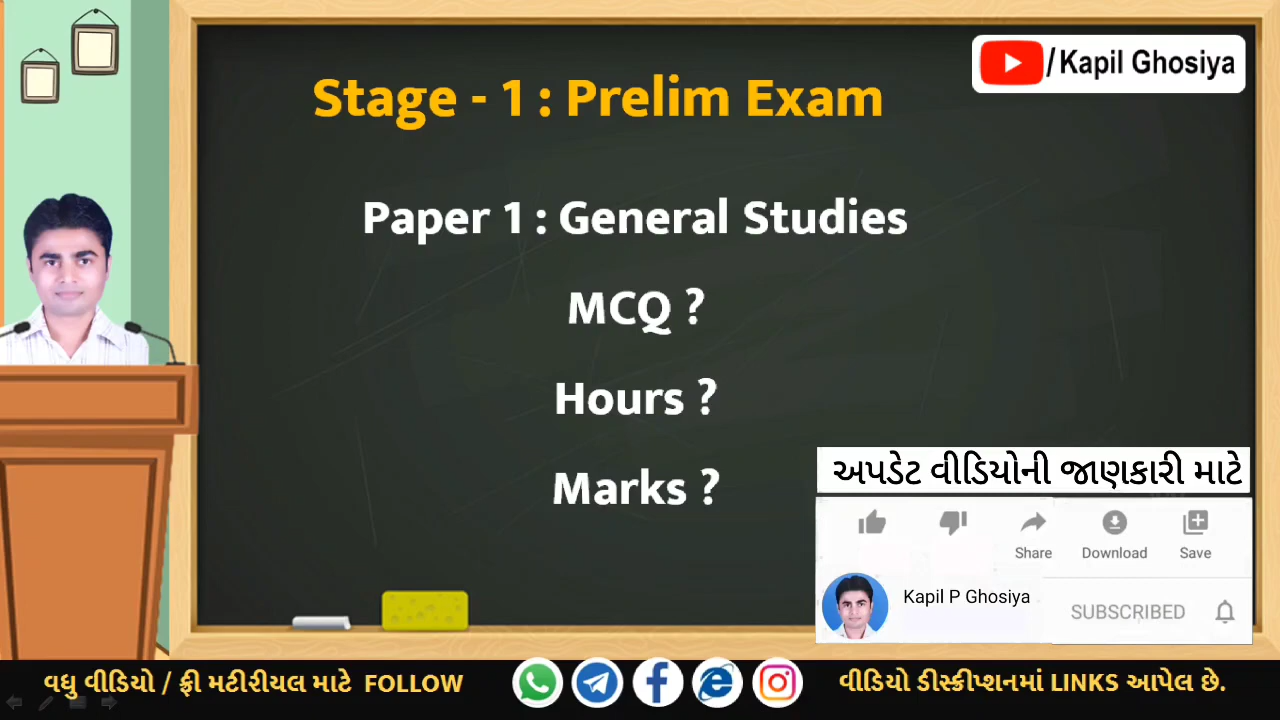 /Kapil Ghosiya
Stage - 1 : Prelim Exam
Paper 1 : General Studies
MCQ ?
Hours ?
Marks ?
અપડેટ વીડિયોની જાણકારી માટે
Share Download Save
Kapil P Ghosiya
SUBSCRIBED
વધુ વીડિયો / ફ્રી મટીરીયલ માટે FOLLOW
વીડિયો ડીસ્ક્રીપ્શનમાં LINKS આપેલ છે.